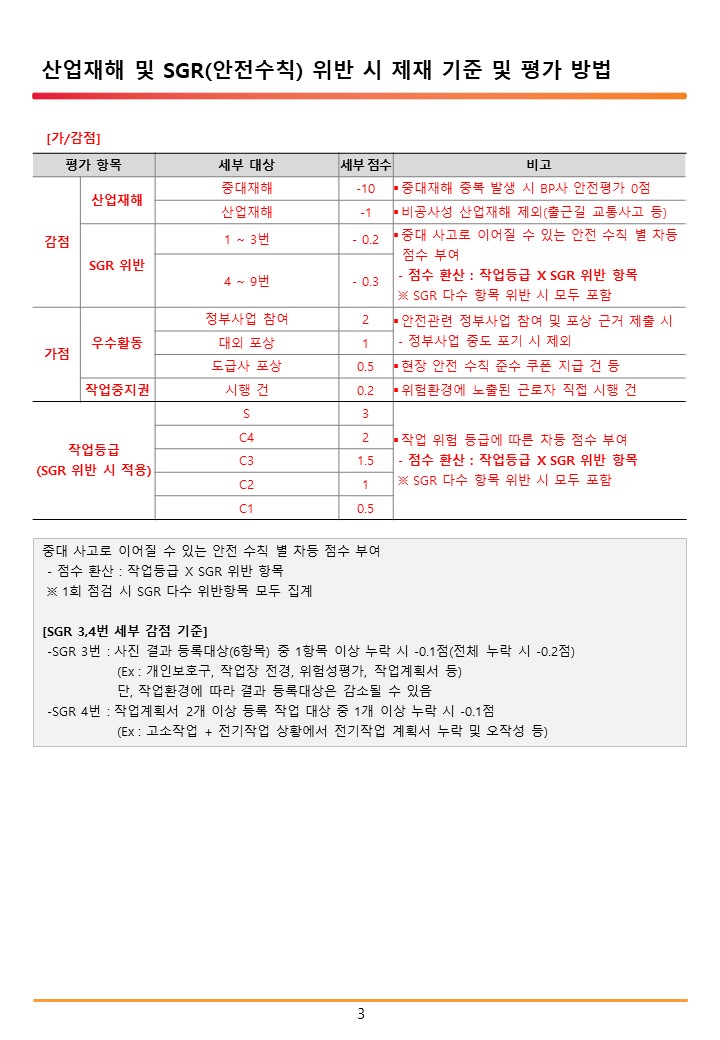 산업재해 및 SGR(안전수칙) 위반 시 제재 기준 및 평가 방법
[가/감점]
평가 항목 세부 대상 세부 점수 비고
감점 산업재해 중대재해 -10 ▪중대재해 중복 발생 시 BP사 안전평가 0점
산업재해 -1 ▪비공사성 산업재해 제외(출근길 교통사고 등)
SGR 위반 1 ~ 3번 - 0.2 ▪중대 사고로 이어질 수 있는 안전 수칙 별 차등
점수 부여
4 ~ 9번 - 0.3 - 점수 환산 : 작업등급 X SGR 위반 항목
※ SGR 다수 항목 위반 시 모두 포함
가점 우수활동 정부사업 참여 2 ▪안전관련 정부사업 참여 및 포상 근거 제출 시
대외 포상 1 - 정부사업 중도 포기 시 제외
도급사 포상 0.5 ▪현장 안전 수칙 준수 쿠폰 지급 건 등
작업중지권 시행 건 0.2 ▪위험환경에 노출된 근로자 직접 시행 건
작업등급
(SGR 위반 시 적용)
S 3
C4 2 ▪작업 위험 등급에 따른 차등 점수 부여
C3 1.5 - 점수 환산 : 작업등급 X SGR 위반 항목
C2 1 ※ SGR 다수 항목 위반 시 모두 포함
C1 0.5
중대 사고로 이어질 수 있는 안전 수칙 별 차등 점수 부여
- 점수 환산 : 작업등급 X SGR 위반 항목
※ 1회 점검 시 SGR 다수 위반항목 모두 집계
[SGR 3,4번 세부 감점 기준]
-SGR 3번 : 사진 결과 등록대상(6항목) 중 1항목 이상 누락 시 -0.1점(전체 누락 시 -0.2점)
(Ex : 개인보호구, 작업장 전경, 위험성평가, 작업계획서 등)
단, 작업환경에 따라 결과 등록대상은 감소될 수 있음
-SGR 4번 : 작업계획서 2개 이상 등록 작업 대상 중 1개 이상 누락 시 -0.1점
(Ex : 고소작업 + 전기작업 상황에서 전기작업 계획서 누락 및 오작성 등)
3